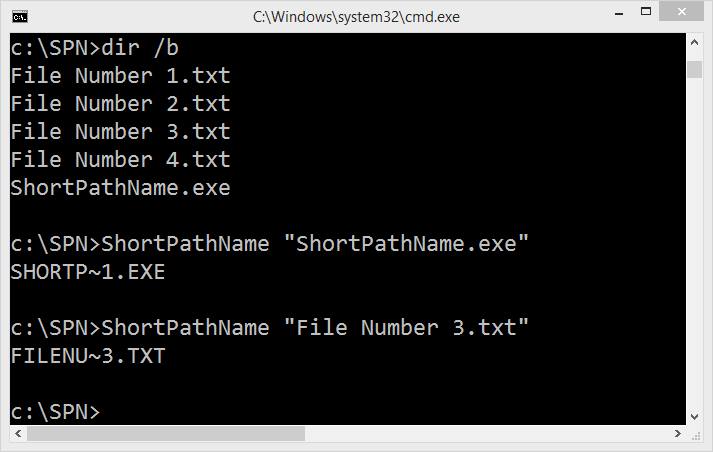 C:\Windows\system32\cmd.exe
c:\SPN>dir /b
File Number 1.txt
File Number 2.txt
File Number 3.txt
File Number 4.txt
ShortPathName.exe
c:\SPN>ShortPathName "ShortPathName.exe"
SHORTP~1.EXE
c:\SPN>ShortPathName "File Number 3.txt"
FILENU~3.TXT
c:\SPN>